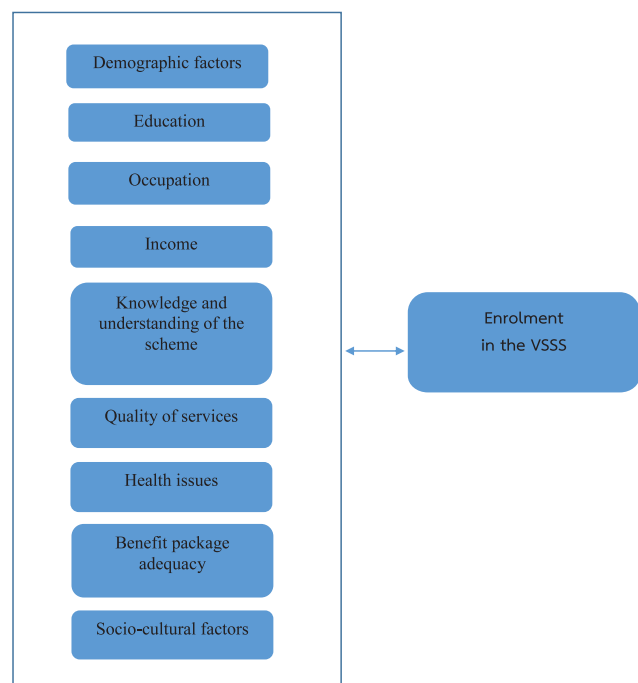 Demographic factors
Education
Occupation
Income
Knowledge and
understanding of the
scheme
Quality of services
Health issues
Benefit package
adequacy
Socio-cultural factors
Enrolment
in the VSSS